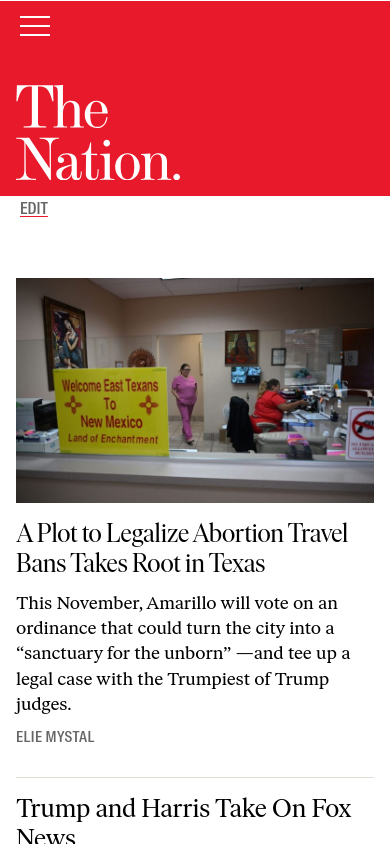 The
Nation.
EDIT
Welcome East Texans
To
New Mexico
Land of Enchantment
A Plot to Legalize Abortion Travel
Bans Takes Root in Texas
This November, Amarillo will vote on an
ordinance that could turn the city into a
“sanctuary for the unborn” —and tee up a
legal case with the Trumpiest of Trump
judges.
ELIE MYSTAL
Trump and Harris Take On Fox
News